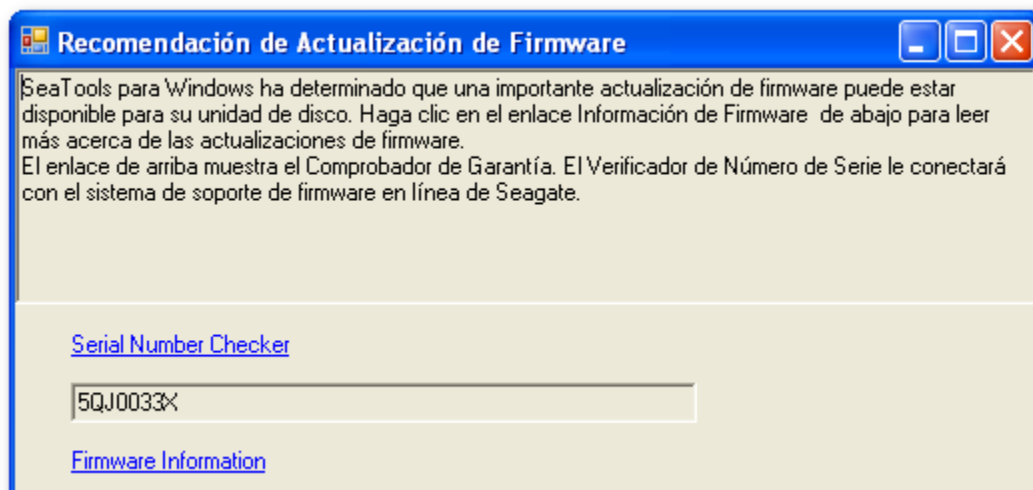 Recomendación de Actualización de Firmware
SeaTools para Windows ha determinado que una importante actualización de firmware puede estar
disponible para su unidad de disco. Haga clic en el enlace Información de Firmware  de abajo para leer
más acerca de las actualizaciones de firmware.
El enlace de arriba muestra el Comprobador de Garantía. El Verificador de Número de Serie le conectará
con el sistema de soporte de firmware en línea de Seagate.
Serial Number Checker
5QJ0033X
Firmware Information